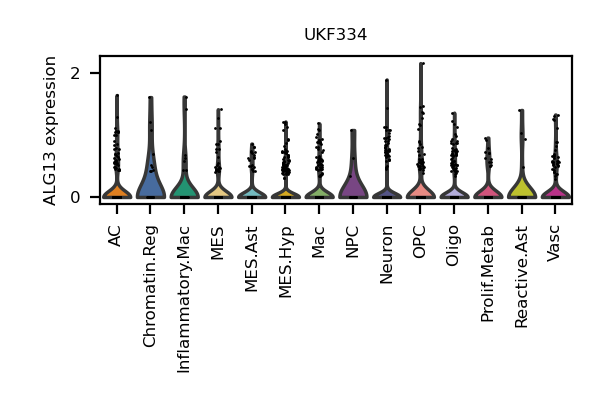 UKF334
ALG13 expression
2
0
AC
Chromatin.Reg
Inflammatory.Mac
MES
MES.Ast
MES.Hyp
Mac
NPC
Neuron
OPC
Oligo
Prolif.Metab
Reactive.Ast
Vasc